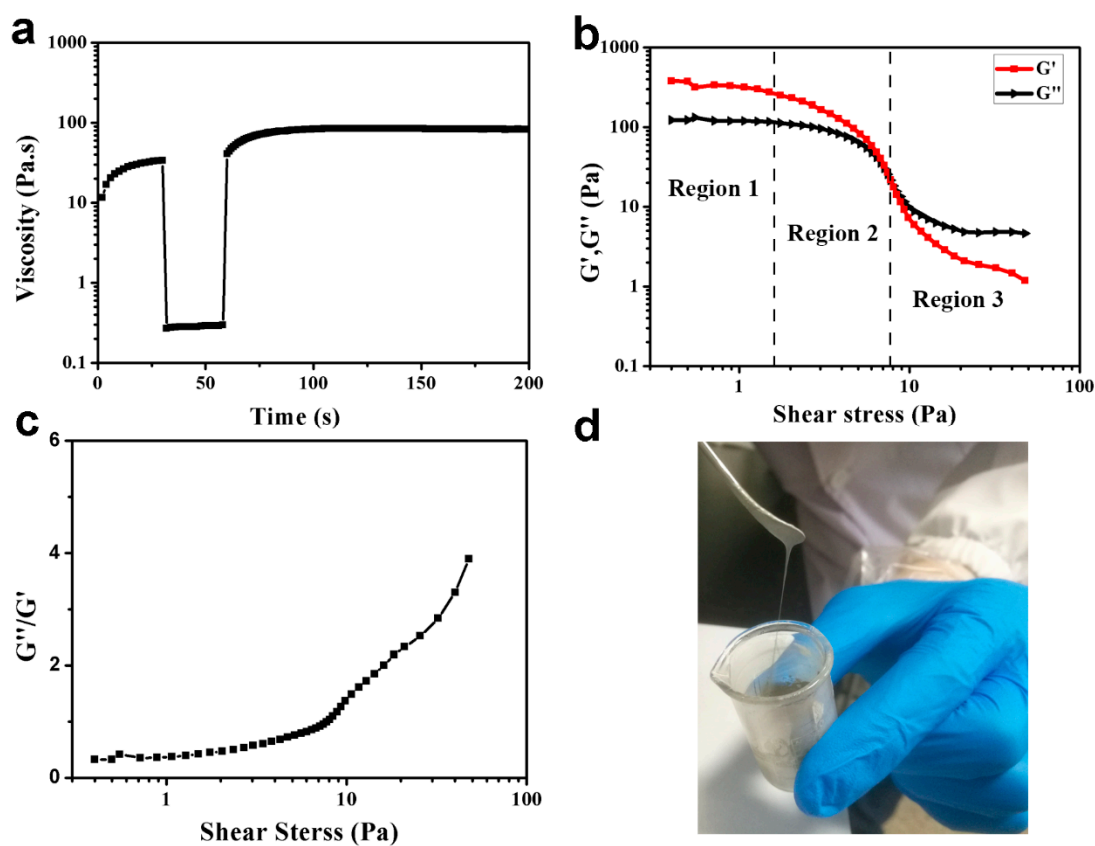 a
1000
100
10
1
0.1
Viscosity (Pa.s)
0
50
100
150
200
Time (s)
b
1000
100
10
1
0.1
G',G'' (Pa)
G'
G''
Region 1
Region 2
Region 3
1
10
100
Shear stress (Pa)
c
6
4
2
0
G''/G'
1
10
100
Shear Sterss (Pa)
d